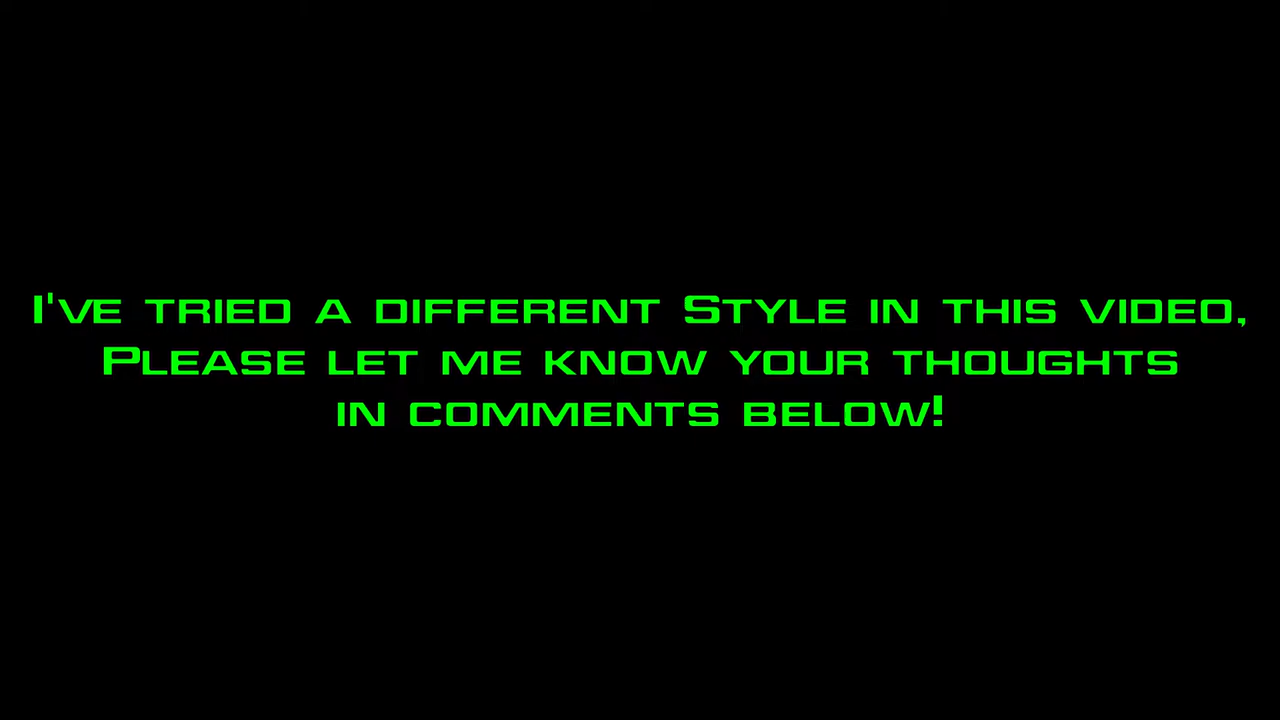 I've tried a different Style in this video,
Please let me know your thoughts
in comments below!